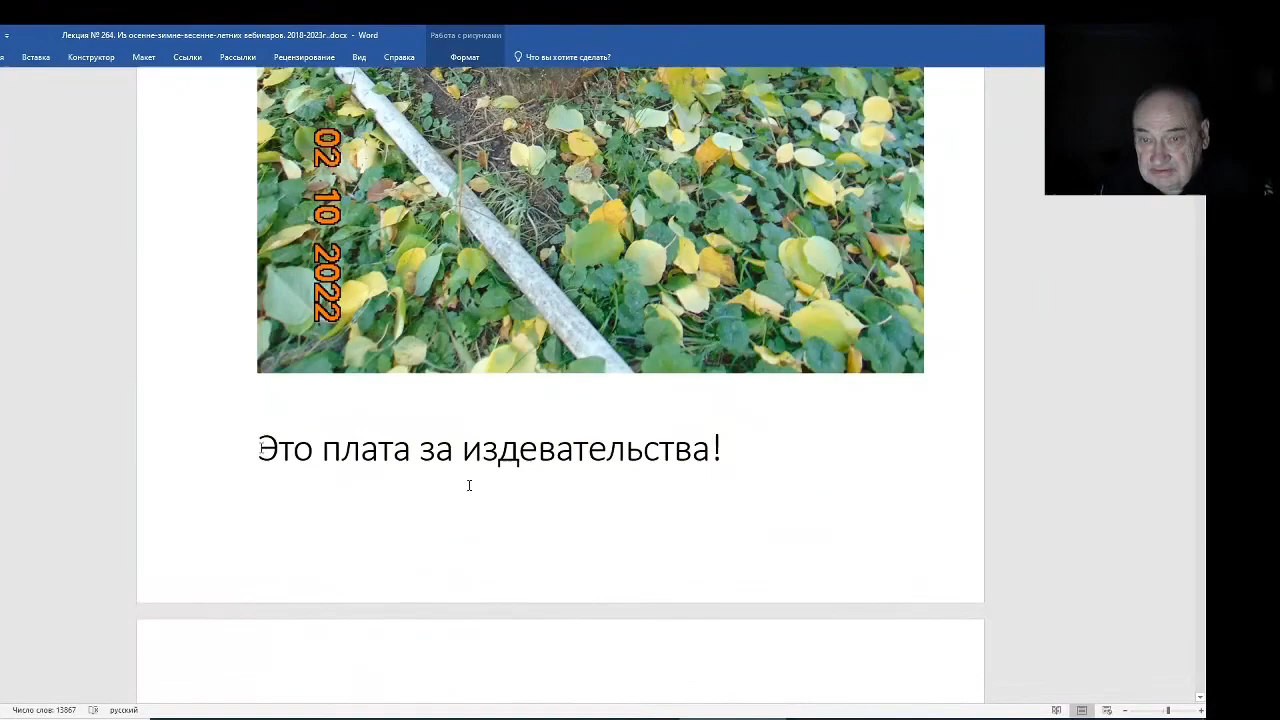 Лекция № 264. Из осенне-зимне-весенне-летних вебинаров. 2018-2023г..docx - Word
Работа с рисунками
я Вставка Конструктор Макет Ссылки Рассылки Рецензирование Вид Справка Формат Что вы хотите сделать?
02 10 2022
Это плата за издевательства!
Число слов: 13867 русский